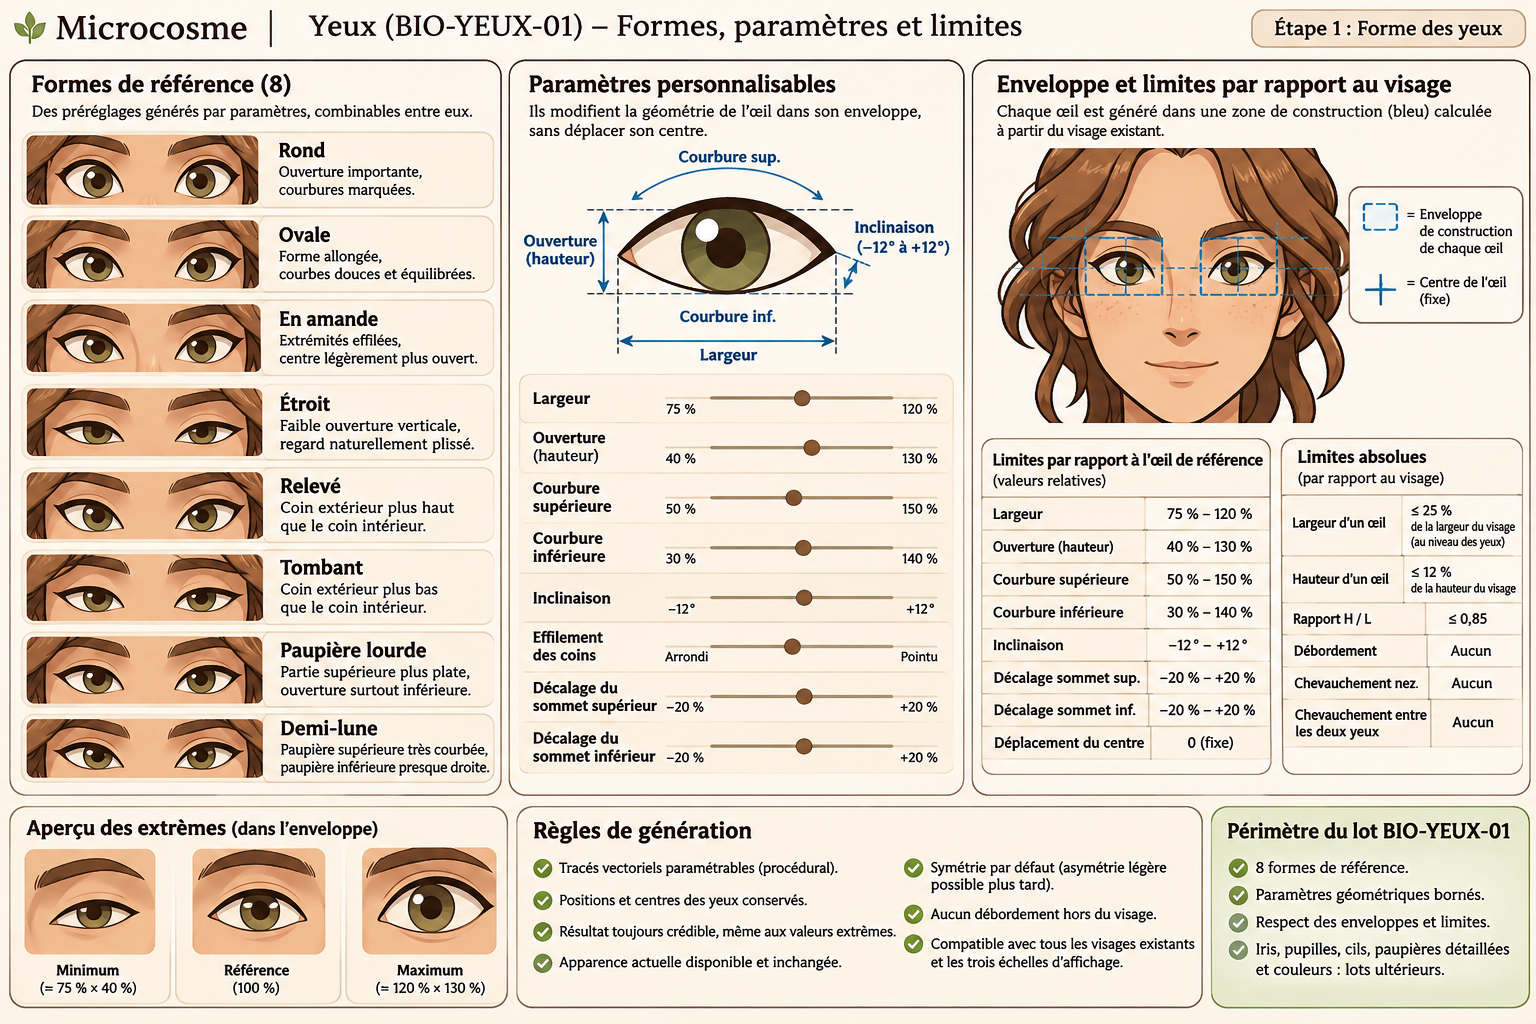 Microcosme
Yeux (BIO-YEUX-01) – Formes, paramètres et limites
Étape 1 : Forme des yeux
Formes de référence (8)
Des préréglages générés par paramètres, combinables entre eux.
Rond
Ouverture importante,
courbures marquées.
Ovale
Forme allongée,
courbes douces et équilibrées.
En amande
Extrémités effilées,
centre légèrement plus ouvert.
Étroit
Faible ouverture verticale,
regard naturellement plissé.
Relevé
Coin extérieur plus haut
que le coin intérieur.
Tombant
Coin extérieur plus bas
que le coin intérieur.
Paupière lourde
Partie supérieure plus plate,
ouverture surtout inférieure.
Demi-lune
Paupière supérieure très courbée,
paupière inférieure presque droite.
Paramètres personnalisables
Ils modifient la géométrie de l'œil dans son enveloppe,
sans déplacer son centre.
Courbure sup.
Ouverture
(hauteur)
Inclinaison
(−12° à +12°)
Courbure inf.
Largeur
Largeur
75 %
120 %
Ouverture
(hauteur)
40 %
130 %
Courbure
supérieure
50 %
150 %
Courbure
inférieure
30 %
140 %
Inclinaison
−12°
+12°
Effilement
des coins
Arrondi
Pointu
Décalage du
sommet supérieur
−20 %
+20 %
Décalage du
sommet inférieur
−20 %
+20 %
Enveloppe et limites par rapport au visage
Chaque œil est généré dans une zone de construction (bleu) calculée
à partir du visage existant.
= Enveloppe
de construction
de chaque œil
= Centre de l'œil
(fixe)
Limites par rapport à l'œil de référence
(valeurs relatives)
Largeur 75 % – 120 %
Ouverture (hauteur) 40 % – 130 %
Courbure supérieure 50 % – 150 %
Courbure inférieure 30 % – 140 %
Inclinaison −12° – +12°
Décalage sommet sup. −20 % – +20 %
Décalage sommet inf. −20 % – +20 %
Déplacement du centre 0 (fixe)
Limites absolues
(par rapport au visage)
Largeur d'un œil
≤ 25 %
de la largeur du visage
(au niveau des yeux)
Hauteur d'un œil
≤ 12 %
de la hauteur du visage
Rapport H / L ≤ 0,85
Débordement Aucun
Chevauchement nez. Aucun
Chevauchement entre
les deux yeux
Aucun
Aperçu des extrêmes (dans l'enveloppe)
Minimum
(= 75 % × 40 %)
Référence
(100 %)
Maximum
(= 120 % × 130 %)
Règles de génération
Tracés vectoriels paramétrables (procédural).
Positions et centres des yeux conservés.
Résultat toujours crédible, même aux valeurs extrêmes.
Apparence actuelle disponible et inchangée.
Symétrie par défaut (asymétrie légère
possible plus tard).
Aucun débordement hors du visage.
Compatible avec tous les visages existants
et les trois échelles d'affichage.
Périmètre du lot BIO-YEUX-01
8 formes de référence.
Paramètres géométriques bornés.
Respect des enveloppes et limites.
Iris, pupilles, cils, paupières détaillées
et couleurs : lots ultérieurs.